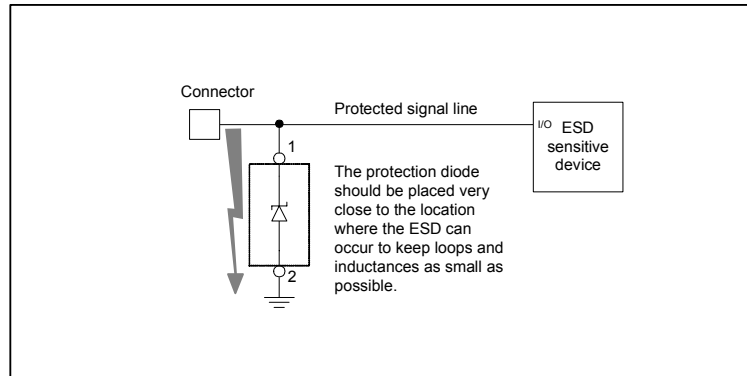 Connector
Protected signal line
I/O
ESD
sensitive
device
1
The protection diode
should be placed very
close to the location
where the ESD can
occur to keep loops and
inductances as small as
possible.
2